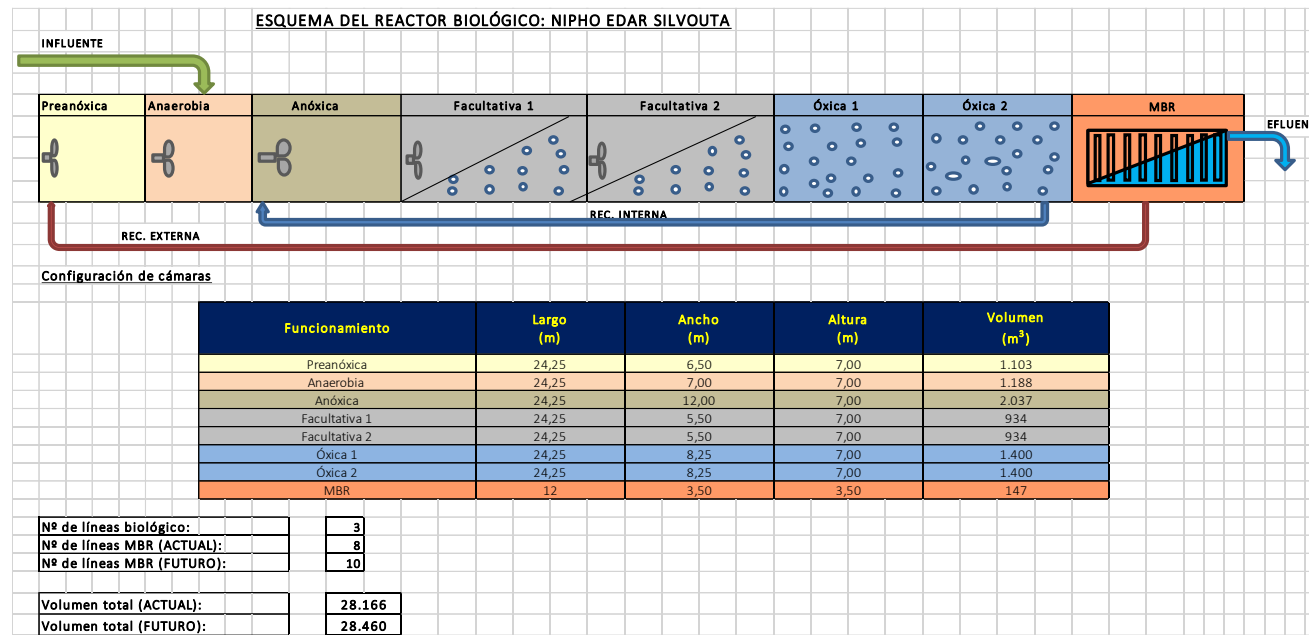 ESQUEMA DEL REACTOR BIOLÓGICO: NIPHO EDAR SILVOUTA
INFLUENTE
Preanóxica Anaerobia Anóxica Facultativa 1 Facultativa 2 Óxica 1 Óxica 2 MBR
EFLUEN
REC. INTERNA
REC. EXTERNA
Configuración de cámaras
Funcionamiento Largo (m) Ancho (m) Altura (m) Volumen (m³)
Preanóxica 24,25 6,50 7,00 1.103
Anaerobia 24,25 7,00 7,00 1.188
Anóxica 24,25 12,00 7,00 2.037
Facultativa 1 24,25 5,50 7,00 934
Facultativa 2 24,25 5,50 7,00 934
Óxica 1 24,25 8,25 7,00 1.400
Óxica 2 24,25 8,25 7,00 1.400
MBR 12 3,50 3,50 147
Nº de líneas biológico: 3
Nº de líneas MBR (ACTUAL): 8
Nº de líneas MBR (FUTURO): 10
Volumen total (ACTUAL): 28.166
Volumen total (FUTURO): 28.460